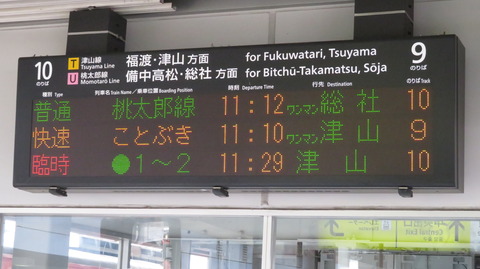 10 のりば T 津山線 Tsuyama Line 福渡・津山 方面 for Fukuwatari, Tsuyama 9 のりば
U 桃太郎線 Momotarō Line 備中高松・総社 方面 for Bitchū-Takamatsu, Sōja
種別 Type 列車名 Train Name／乗車位置 Boarding Position 時刻 Departure Time 行先 Destination のりば Track
普通 桃太郎線 11:12 ワンマン 総社 10
快速 ことぶき 11:10 ワンマン 津山 9
臨時 ●1～2 11:29 津山 10
Central Exit